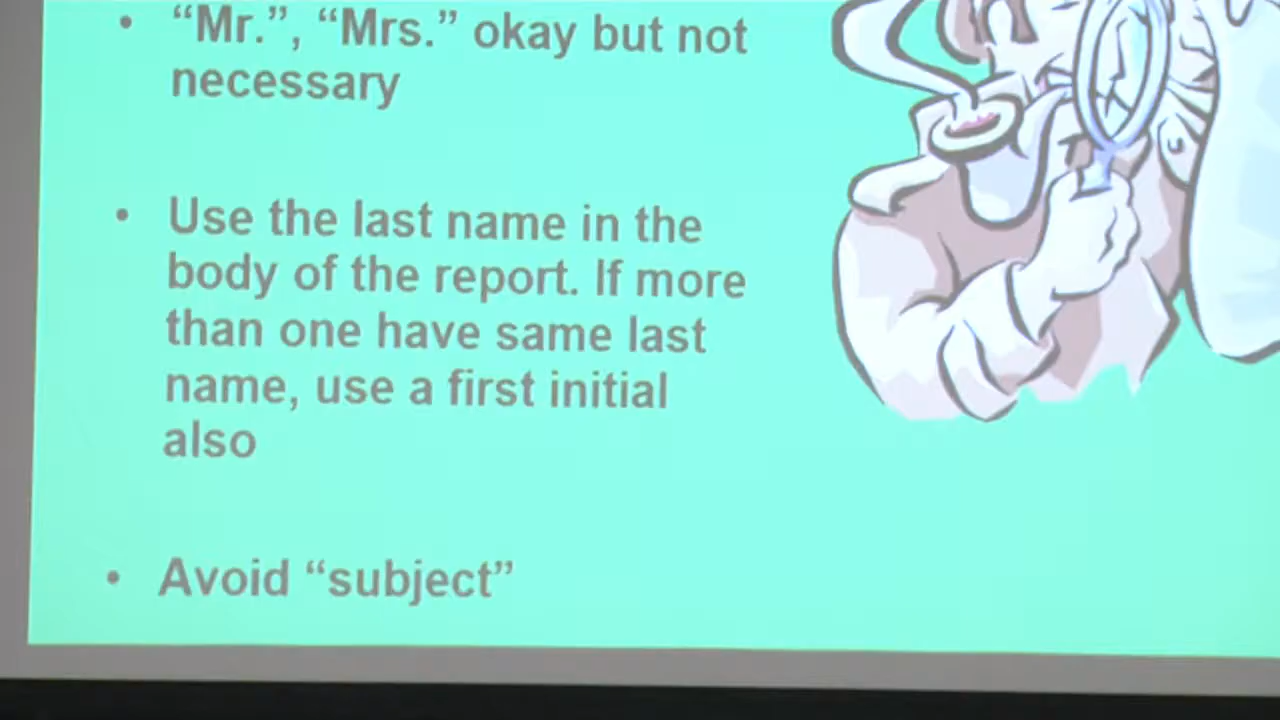 • “Mr.”, “Mrs.” okay but not
necessary
• Use the last name in the
body of the report. If more
than one have same last
name, use a first initial
also
• Avoid “subject”